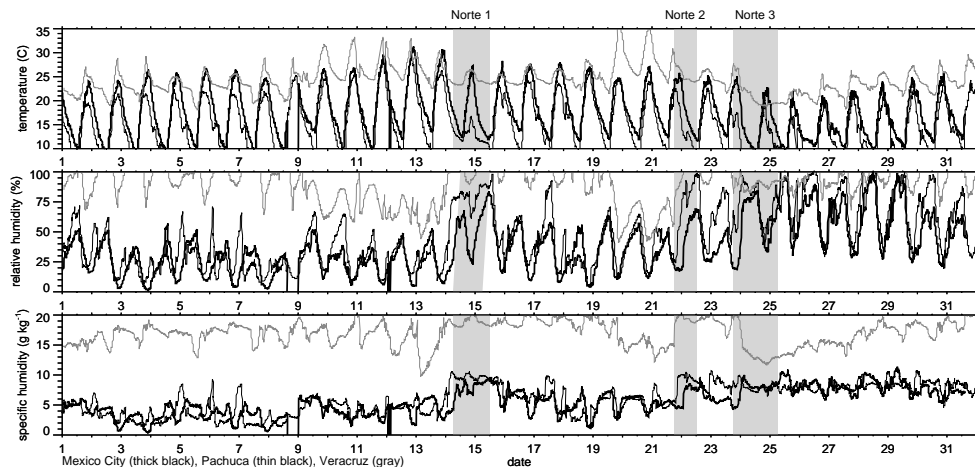 Norte 1 Norte 2 Norte 3
temperature (C)
35
30
25
20
15
10
1 3 5 7 9 11 13 15 17 19 21 23 25 27 29 31
relative humidity (%)
100
75
50
25
0
1 3 5 7 9 11 13 15 17 19 21 23 25 27 29 31
specific humidity (g kg-1)
20
15
10
5
0
1 3 5 7 9 11 13 15 17 19 21 23 25 27 29 31
Mexico City (thick black), Pachuca (thin black), Veracruz (gray) date